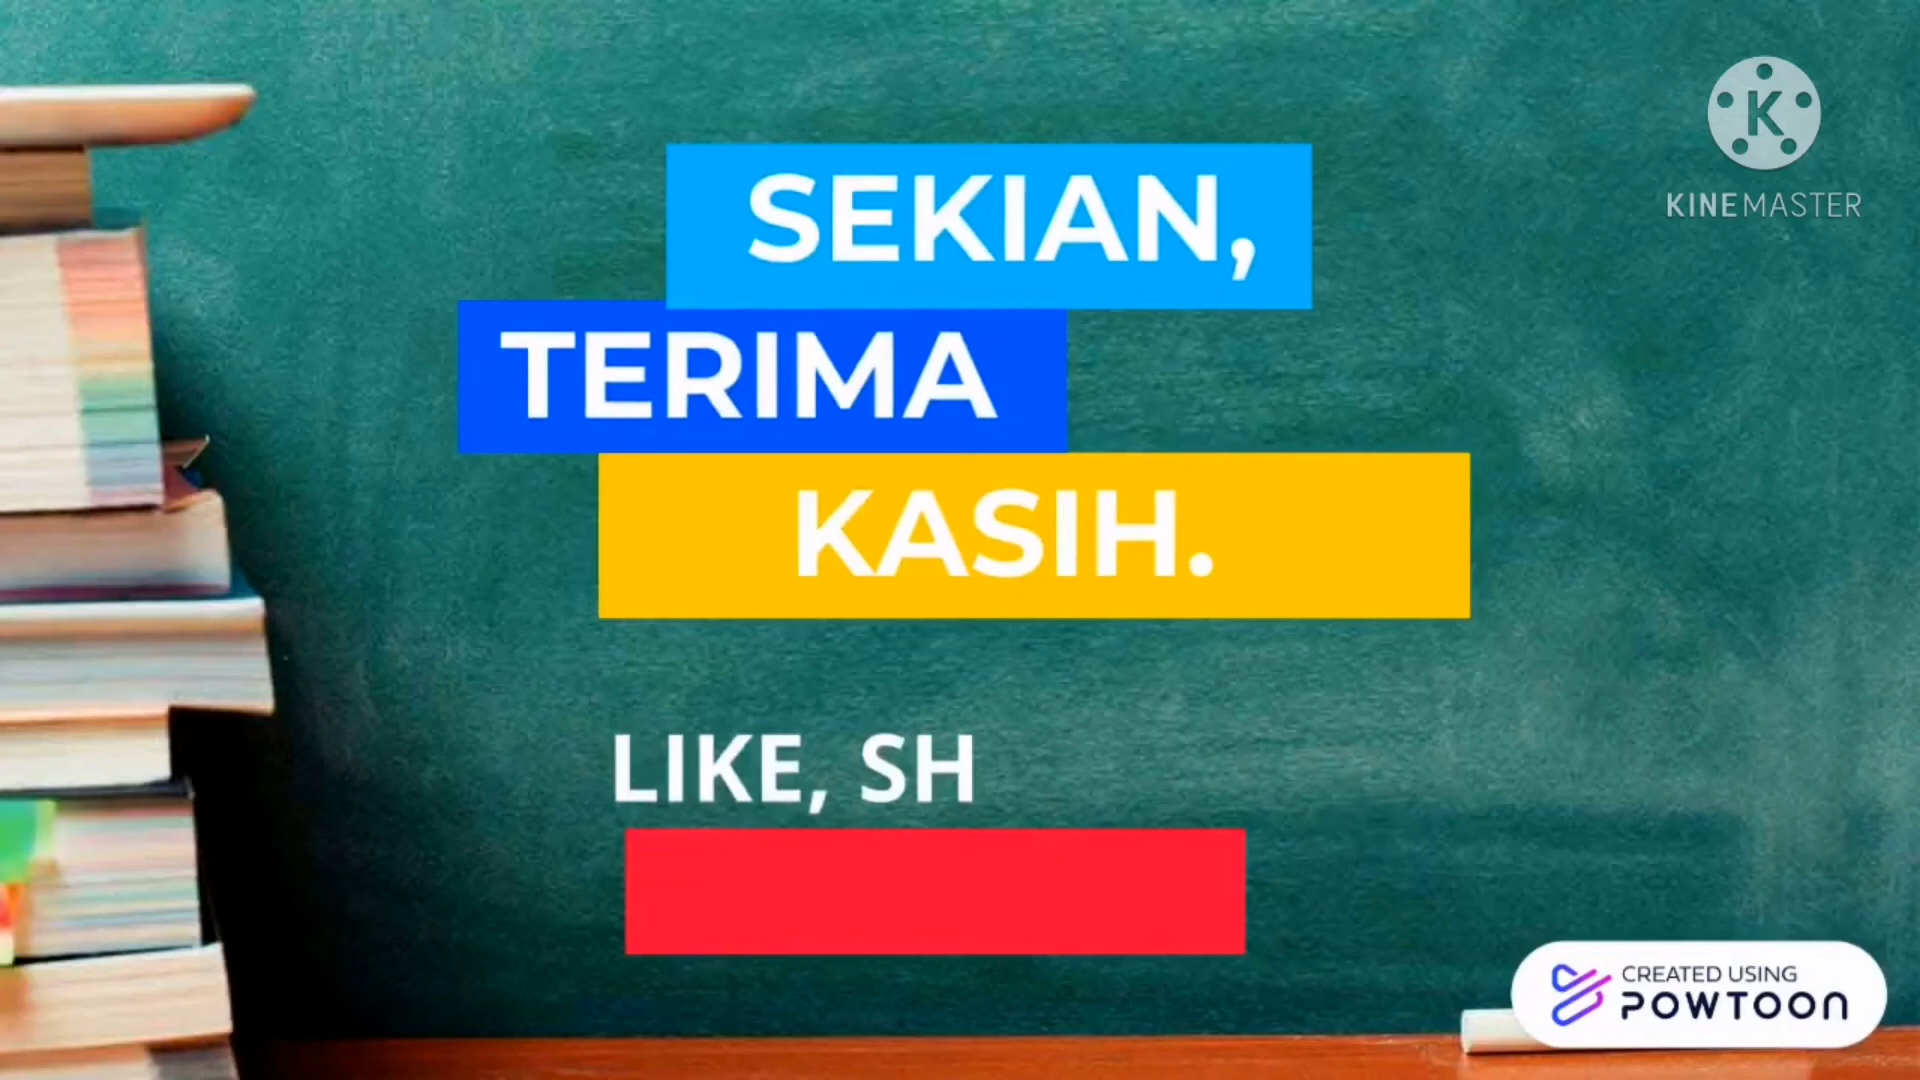 SEKIAN,
TERIMA
KASIH.
LIKE, SH
K
KINEMASTER
CREATED USING
POWTOON